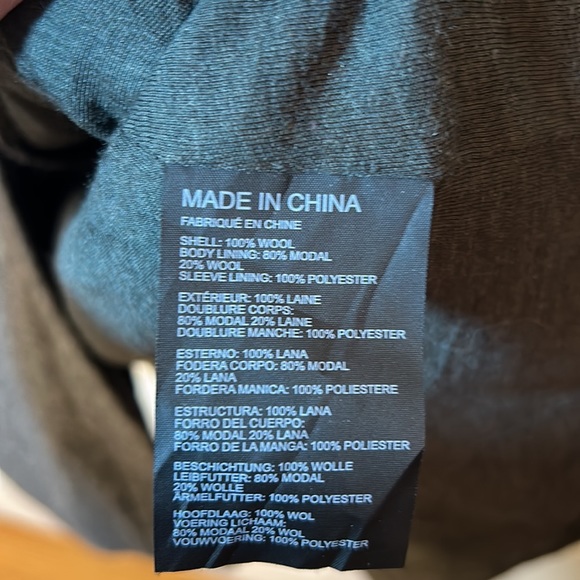 MADE IN CHINA
FABRIQUÉ EN CHINE
SHELL: 100% WOOL
BODY LINING: 80% MODAL
20% WOOL
SLEEVE LINING: 100% POLYESTER
EXTÉRIEUR: 100% LAINE
DOUBLURE CORPS:
80% MODAL 20% LAINE
DOUBLURE MANCHE: 100% POLYESTER
ESTERNO: 100% LANA
FODERA CORPO: 80% MODAL
20% LANA
FORDERA MANICA: 100% POLIESTERE
ESTRUCTURA: 100% LANA
FORRO DEL CUERPO:
80% MODAL 20% LANA
FORRO DE LA MANGA: 100% POLIESTER
BESCHICHTUNG: 100% WOLLE
LEIBFUTTER: 80% MODAL
20% WOLLE
ÄRMELFUTTER: 100% POLYESTER
HOOFDLAAG: 100% WOL
VOERING LICHAAM:
80% MODAAL 20% WOL
VOUWVOERING: 100% POLYESTER